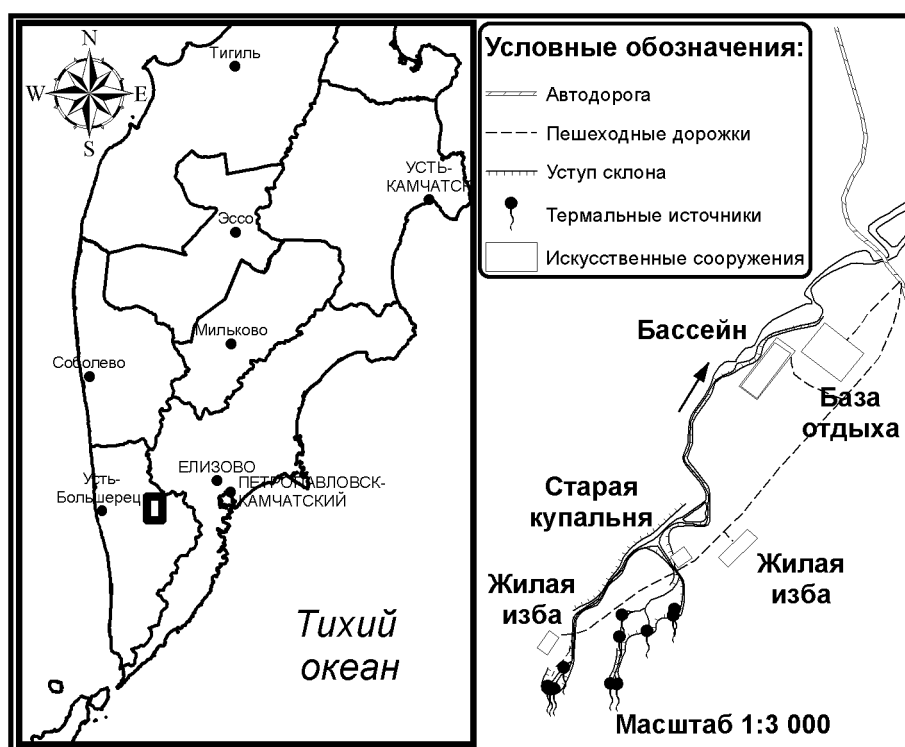 N
W
E
S
Тигиль
УСТЬ-
КАМЧАТСК
Эссо
Мильково
Соболево
Усть-
Большерецк
ЕЛИЗОВО
ПЕТРОПАВЛОВСК-
КАМЧАТСКИЙ
Тихий
океан
Условные обозначения:
Автодорога
Пешеходные дорожки
Уступ склона
Термальные источники
Искусственные сооружения
Бассейн
База
отдыха
Старая
купальня
Жилая
изба
Жилая
изба
Масштаб 1:3 000